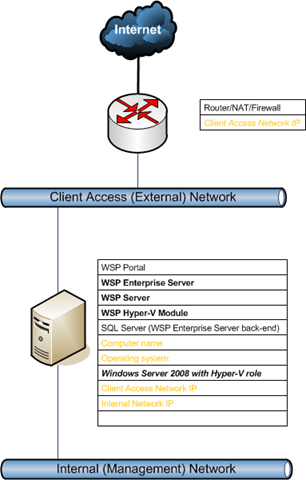 Internet
Router/NAT/Firewall
Client Access Network IP
Client Access (External) Network
WSP Portal
WSP Enterprise Server
WSP Server
WSP Hyper-V Module
SQL Server (WSP Enterprise Server back-end)
Computer name
Operating system:
Windows Server 2008 with Hyper-V role
Client Access Network IP
Internal Network IP
Internal (Management) Network